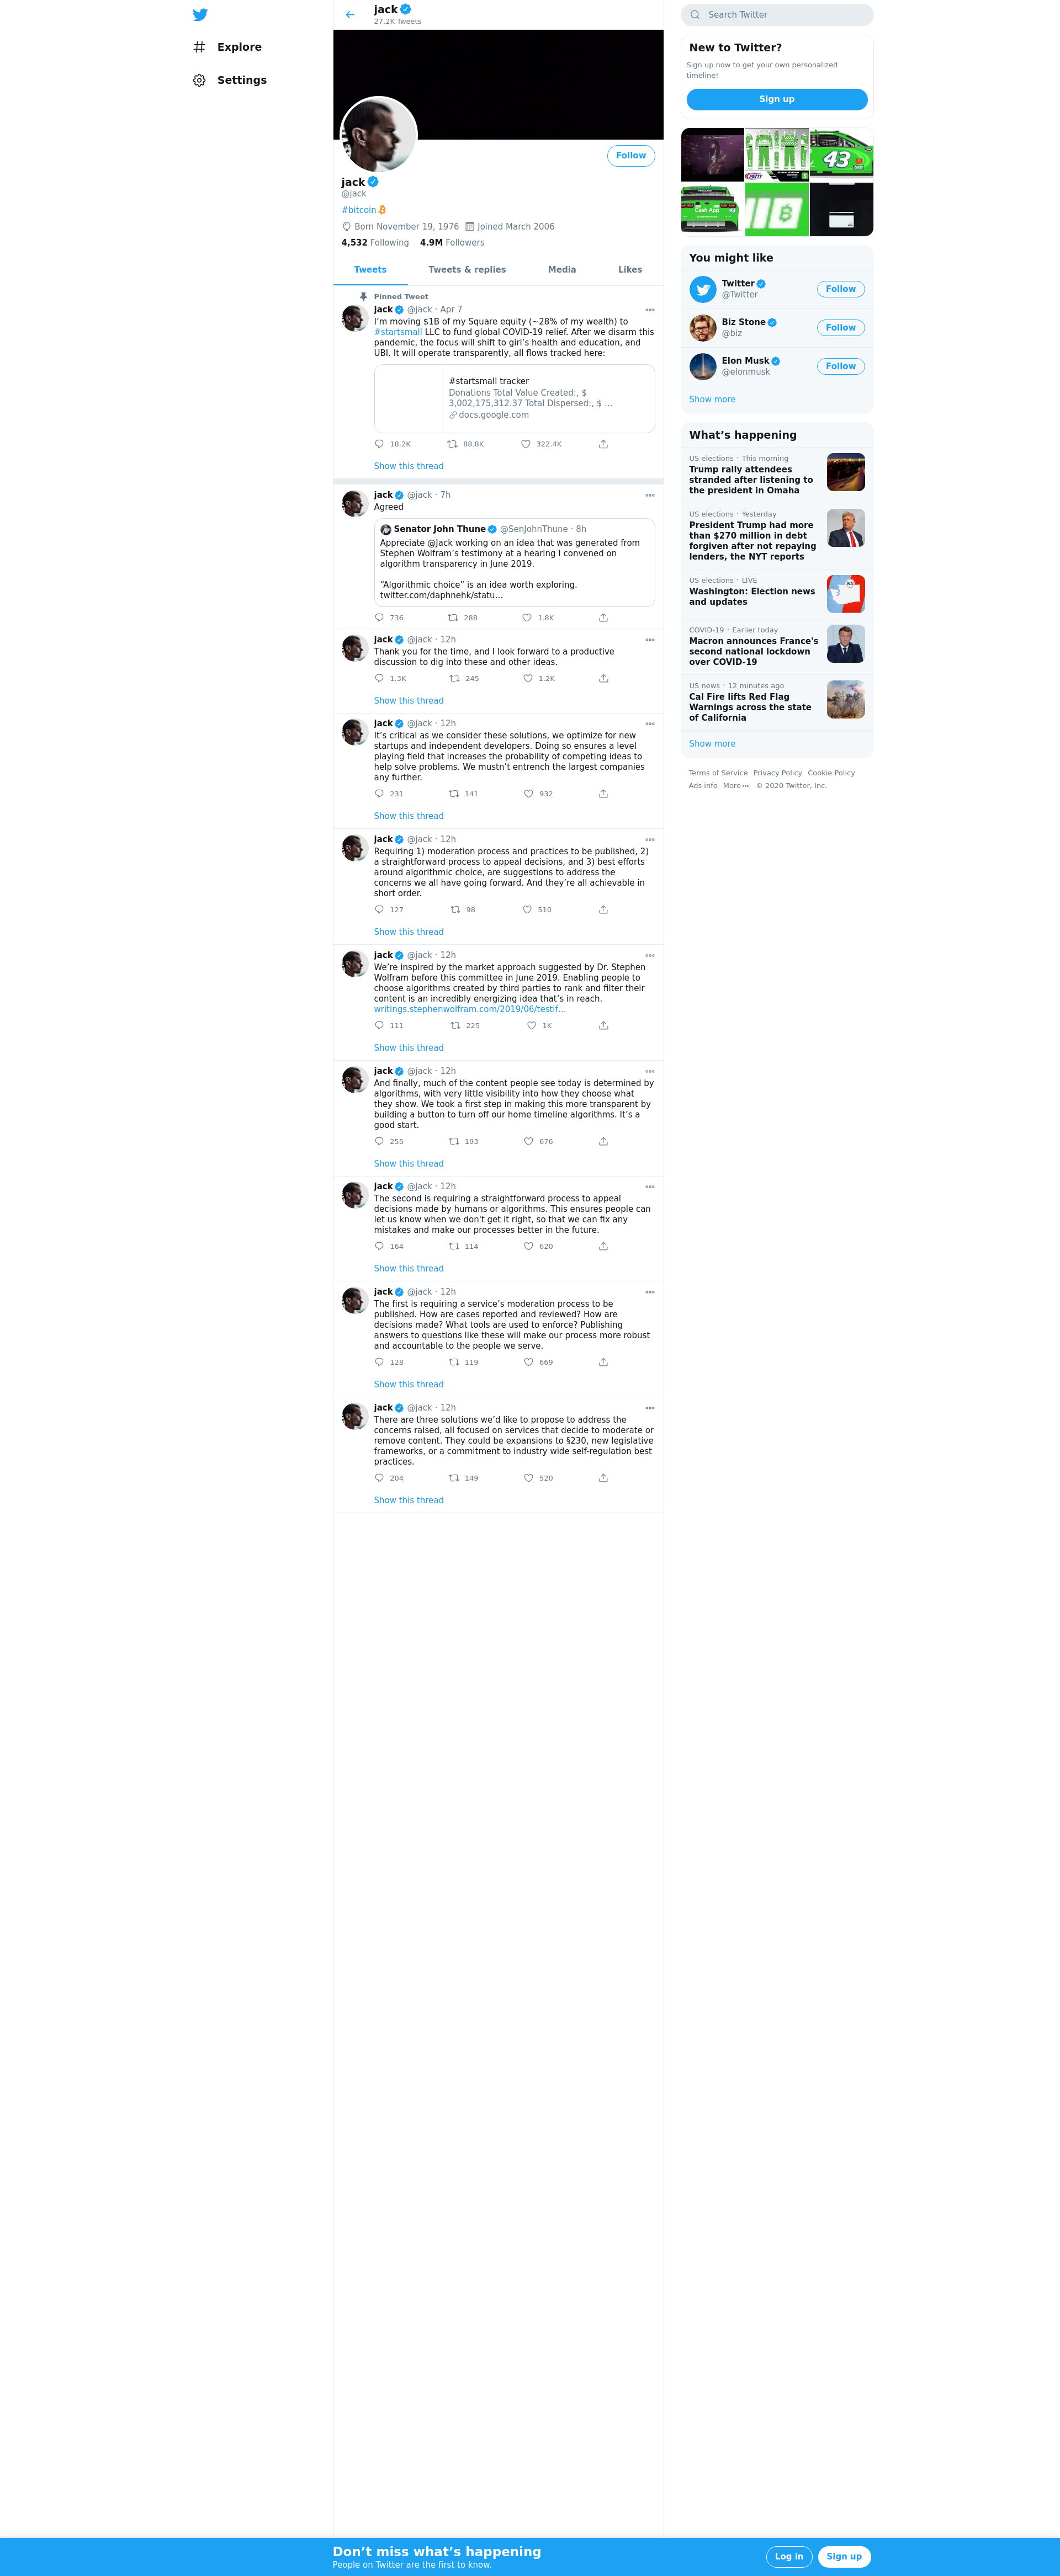 Explore
Settings
jack
27.2K Tweets
Follow
jack
@jack
#bitcoin
Born November 19, 1976 Joined March 2006
4,532 Following 4.9M Followers
Tweets Tweets & replies Media Likes
Pinned Tweet
jack @jack · Apr 7
I’m moving $1B of my Square equity (~28% of my wealth) to
#startsmall LLC to fund global COVID-19 relief. After we disarm this
pandemic, the focus will shift to girl’s health and education, and
UBI. It will operate transparently, all flows tracked here:
#startsmall tracker
Donations Total Value Created:, $
3,002,175,312.37 Total Dispersed:, $ …
docs.google.com
18.2K 88.8K 322.4K
Show this thread
jack @jack · 7h
Agreed
Senator John Thune @SenJohnThune · 8h
Appreciate @Jack working on an idea that was generated from
Stephen Wolfram’s testimony at a hearing I convened on
algorithm transparency in June 2019.
“Algorithmic choice” is an idea worth exploring.
twitter.com/daphnehk/statu…
736 288 1.8K
jack @jack · 12h
Thank you for the time, and I look forward to a productive
discussion to dig into these and other ideas.
1.3K 245 1.2K
Show this thread
jack @jack · 12h
It’s critical as we consider these solutions, we optimize for new
startups and independent developers. Doing so ensures a level
playing field that increases the probability of competing ideas to
help solve problems. We mustn’t entrench the largest companies
any further.
231 141 932
Show this thread
jack @jack · 12h
Requiring 1) moderation process and practices to be published, 2)
a straightforward process to appeal decisions, and 3) best efforts
around algorithmic choice, are suggestions to address the
concerns we all have going forward. And they’re all achievable in
short order.
127 98 510
Show this thread
jack @jack · 12h
We’re inspired by the market approach suggested by Dr. Stephen
Wolfram before this committee in June 2019. Enabling people to
choose algorithms created by third parties to rank and filter their
content is an incredibly energizing idea that’s in reach.
writings.stephenwolfram.com/2019/06/testif…
111 225 1K
Show this thread
jack @jack · 12h
And finally, much of the content people see today is determined by
algorithms, with very little visibility into how they choose what
they show. We took a first step in making this more transparent by
building a button to turn off our home timeline algorithms. It’s a
good start.
255 193 676
Show this thread
jack @jack · 12h
The second is requiring a straightforward process to appeal
decisions made by humans or algorithms. This ensures people can
let us know when we don't get it right, so that we can fix any
mistakes and make our processes better in the future.
164 114 620
Show this thread
jack @jack · 12h
The first is requiring a service’s moderation process to be
published. How are cases reported and reviewed? How are
decisions made? What tools are used to enforce? Publishing
answers to questions like these will make our process more robust
and accountable to the people we serve.
128 119 669
Show this thread
jack @jack · 12h
There are three solutions we’d like to propose to address the
concerns raised, all focused on services that decide to moderate or
remove content. They could be expansions to §230, new legislative
frameworks, or a commitment to industry wide self-regulation best
practices.
204 149 520
Show this thread
Search Twitter
New to Twitter?
Sign up now to get your own personalized
timeline!
Sign up
43
Cash App
You might like
Twitter
@Twitter
Follow
Biz Stone
@biz
Follow
Elon Musk
@elonmusk
Follow
Show more
What’s happening
US elections · This morning
Trump rally attendees
stranded after listening to
the president in Omaha
US elections · Yesterday
President Trump had more
than $270 million in debt
forgiven after not repaying
lenders, the NYT reports
US elections · LIVE
Washington: Election news
and updates
COVID-19 · Earlier today
Macron announces France's
second national lockdown
over COVID-19
US news · 12 minutes ago
Cal Fire lifts Red Flag
Warnings across the state
of California
Show more
Terms of Service Privacy Policy Cookie Policy
Ads info More © 2020 Twitter, Inc.
Don’t miss what’s happening
People on Twitter are the first to know.
Log in
Sign up